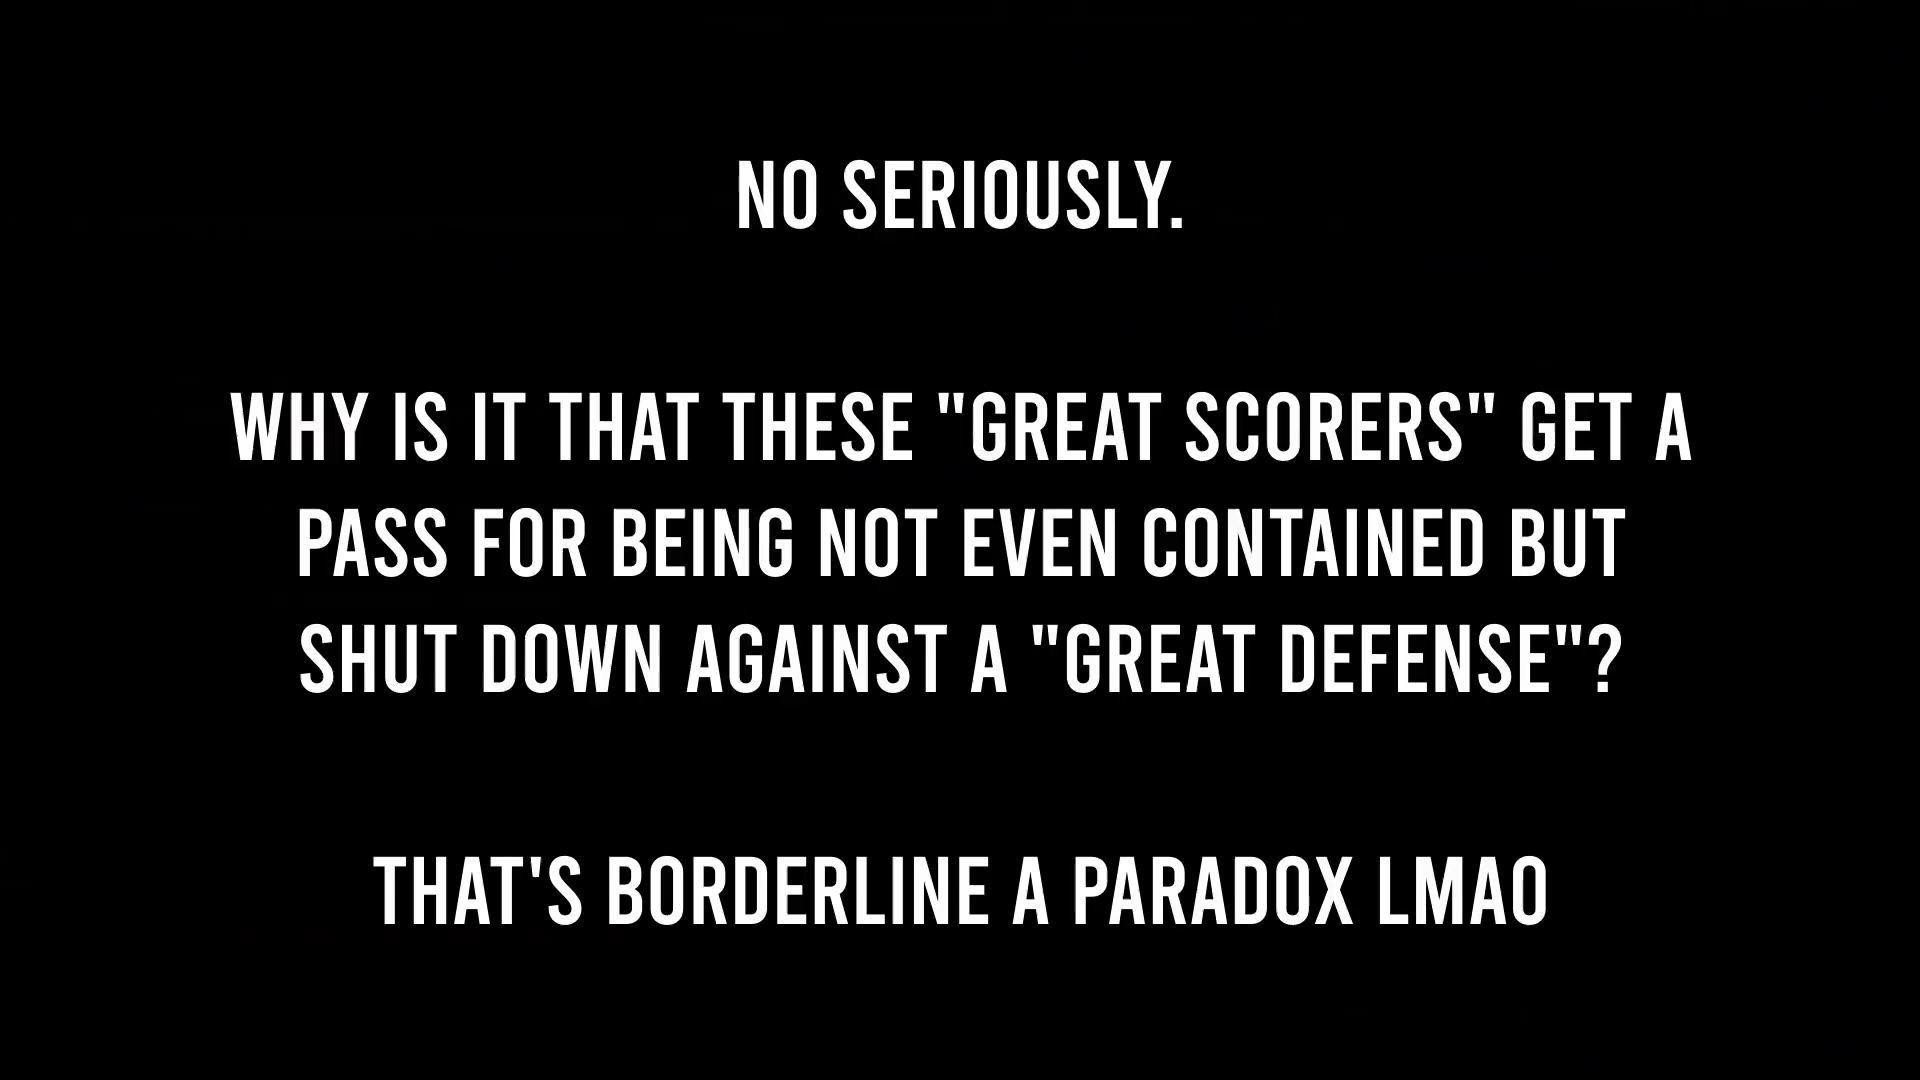 NO SERIOUSLY.
WHY IS IT THAT THESE "GREAT SCORERS" GET A
PASS FOR BEING NOT EVEN CONTAINED BUT
SHUT DOWN AGAINST A "GREAT DEFENSE"?
THAT'S BORDERLINE A PARADOX LMAO